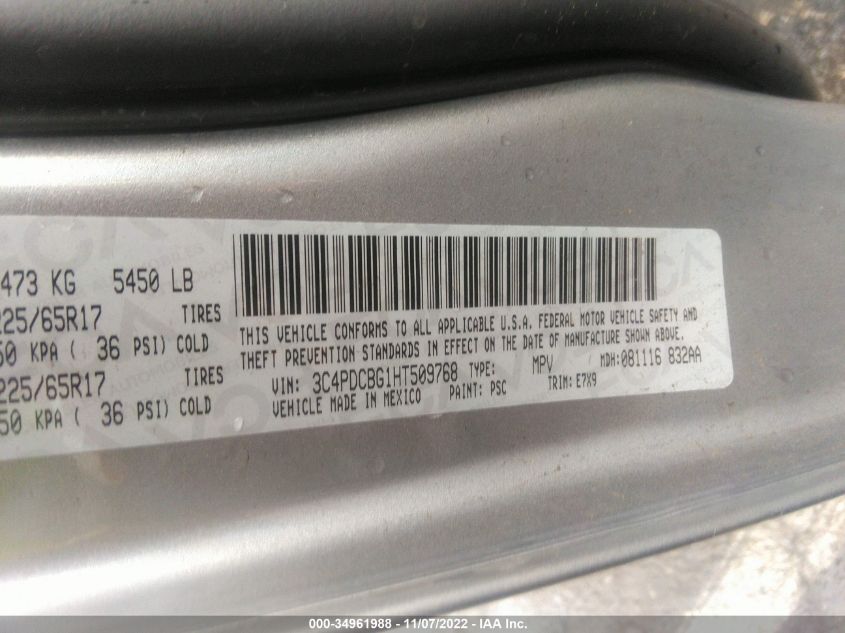 473 KG 5450 LB
225/65R17 TIRES
50 KPA ( 36 PSI) COLD
225/65R17 TIRES
50 KPA ( 36 PSI) COLD
THIS VEHICLE CONFORMS TO ALL APPLICABLE U.S.A. FEDERAL MOTOR VEHICLE SAFETY AND
THEFT PREVENTION STANDARDS IN EFFECT ON THE DATE OF MANUFACTURE SHOWN ABOVE.
VIN: 3C4PDCBG1HT509768 TYPE: MPV MDH:081116 832AA
VEHICLE MADE IN MEXICO PAINT: PSC TRIM: E7X9
000-34961988 - 11/07/2022 - IAA Inc.